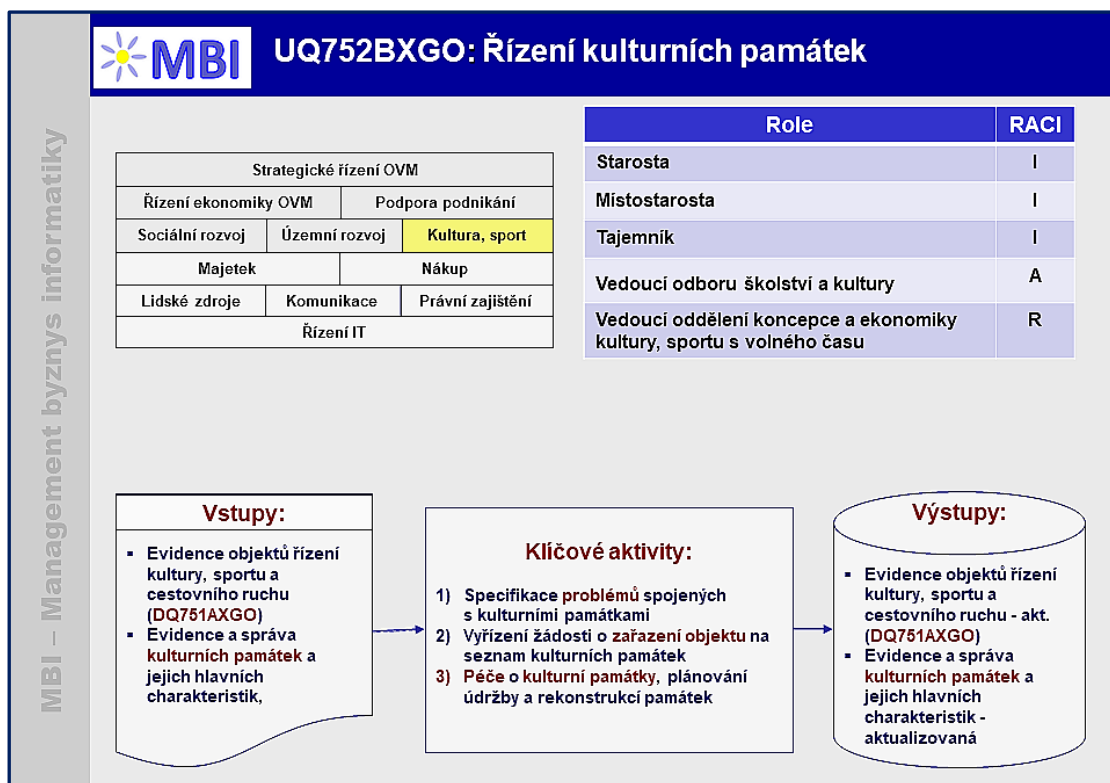 MBI – Management byznys informatiky
MBI
UQ752BXGO: Řízení kulturních památek
Strategické řízení OVM
Řízení ekonomiky OVM
Podpora podnikání
Sociální rozvoj
Územní rozvoj
Kultura, sport
Majetek
Nákup
Lidské zdroje
Komunikace
Právní zajištění
Řízení IT
Role RACI
Starosta I
Místostarosta I
Tajemník I
Vedoucí odboru školství a kultury A
Vedoucí oddělení koncepce a ekonomiky R
kultury, sportu s volného času
Vstupy:
▪ Evidence objektů řízení
kultury, sportu a
cestovního ruchu
(DQ751AXGO)
▪ Evidence a správa
kulturních památek a
jejich hlavních
charakteristik,
Klíčové aktivity:
1) Specifikace problémů spojených
s kulturními památkami
2) Vyřízení žádosti o zařazení objektu na
seznam kulturních památek
3) Péče o kulturní památky, plánování
údržby a rekonstrukcí památek
Výstupy:
▪ Evidence objektů řízení
kultury, sportu a
cestovního ruchu - akt.
(DQ751AXGO)
▪ Evidence a správa
kulturních památek a
jejich hlavních
charakteristik -
aktualizovaná